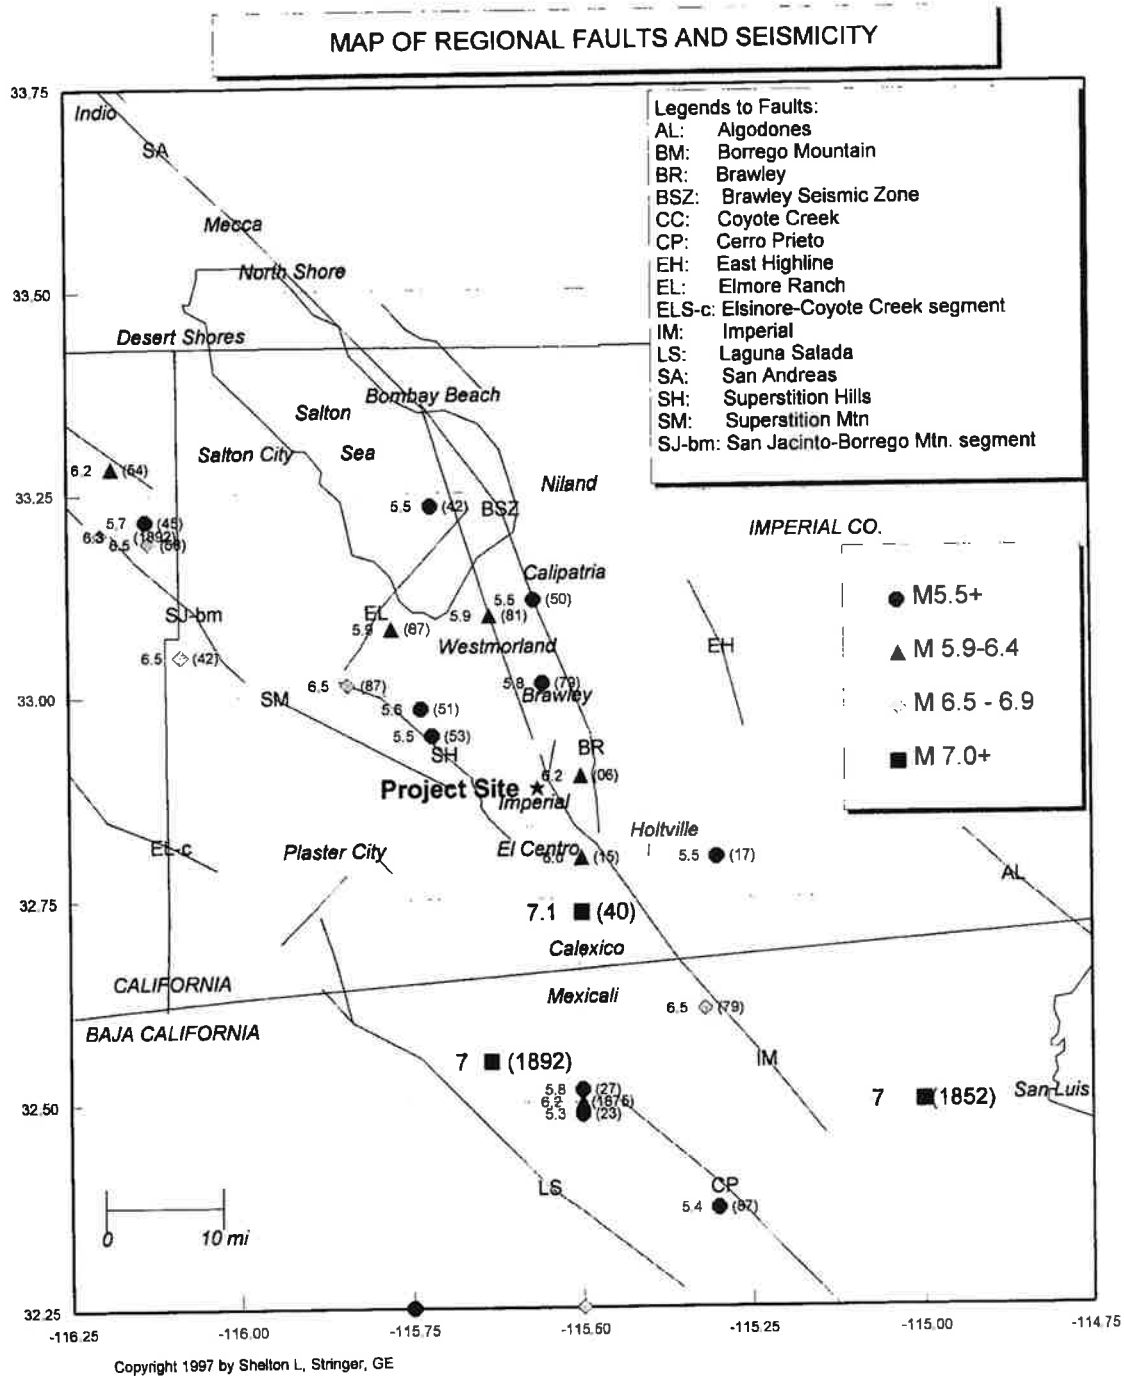 MAP OF REGIONAL FAULTS AND SEISMICITY
33.75
Indio
SA
Mecca
North Shore
33.50
Desert Shores
Bombay Beach
Salton
Sea
Salton City
6.2 (54)
33.25
5.5 (42)
BSZ
Niland
5.7 (45)
(1892)
6.5
Calipatria
5.5 (50)
5.9 (81)
EL
5.9 (87)
SJ-bm
Westmorland
EH
6.5 (42)
6.5 (87)
5.8 (79)
Brawley
33.00
SM
5.6 (51)
5.5 (53)
SH
BR
6.2 (06)
Project Site
Imperial
Holtville
EL-c
Plaster City
El Centro
6.0 (15)
5.5 (17)
AL
32.75
7.1 (40)
Calexico
CALIFORNIA
Mexicali
BAJA CALIFORNIA
6.5 (79)
7 (1892)
IM
5.8 (27)
6.2
5.3 (23)
7 (1852)
San Luis
32.50
LS
CP
5.4 (87)
0 10 mi
32.25
-116.25 -116.00 -115.75 -115.50 -115.25 -115.00 -114.75
Legends to Faults:
AL: Algodones
BM: Borrego Mountain
BR: Brawley
BSZ: Brawley Seismic Zone
CC: Coyote Creek
CP: Cerro Prieto
EH: East Highline
EL: Elmore Ranch
ELS-c: Elsinore-Coyote Creek segment
IM: Imperial
LS: Laguna Salada
SA: San Andreas
SH: Superstition Hills
SM: Superstition Mtn
SJ-bm: San Jacinto-Borrego Mtn. segment
IMPERIAL CO.
M5.5+
M 5.9-6.4
M 6.5 - 6.9
M 7.0+
Copyright 1997 by Shelton L, Stringer, GE